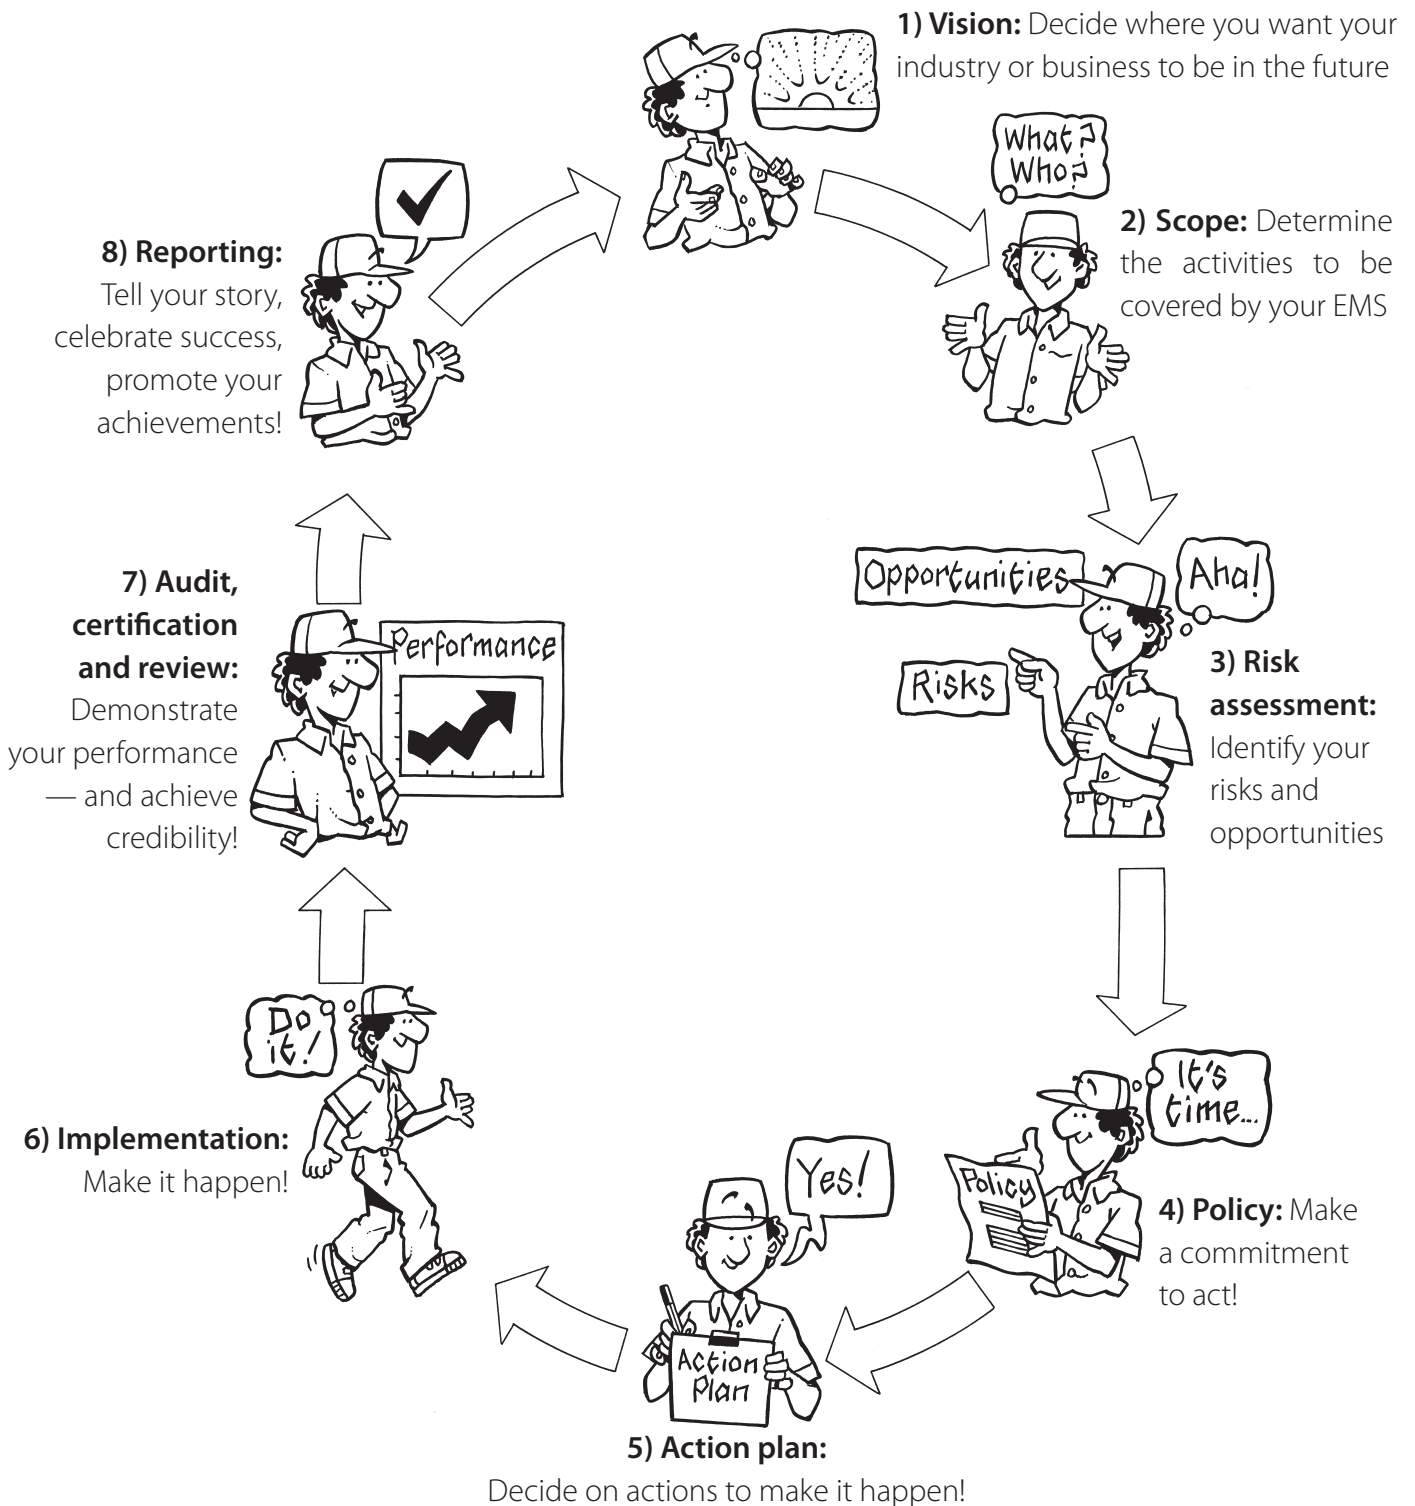 1) Vision: Decide where you want your
industry or business to be in the future
What?
Who?
2) Scope: Determine
the activities to be
covered by your EMS
Opportunities
Aha!
Risks
3) Risk
assessment:
Identify your
risks and
opportunities
It's
time...
Policy
4) Policy: Make
a commitment
to act!
Yes!
Action
Plan
5) Action plan:
Decide on actions to make it happen!
Do
it!
6) Implementation:
Make it happen!
Performance
7) Audit,
certification
and review:
Demonstrate
your performance
— and achieve
credibility!
8) Reporting:
Tell your story,
celebrate success,
promote your
achievements!